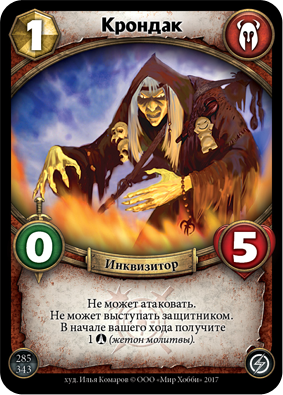 1
Крондак
0
5
Инквизитор
Не может атаковать.
Не может выступать защитником.
В начале вашего хода получите
1 (жетон молитвы).
285
343
худ. Илья Комаров © ООО «Мир Хобби» 2017